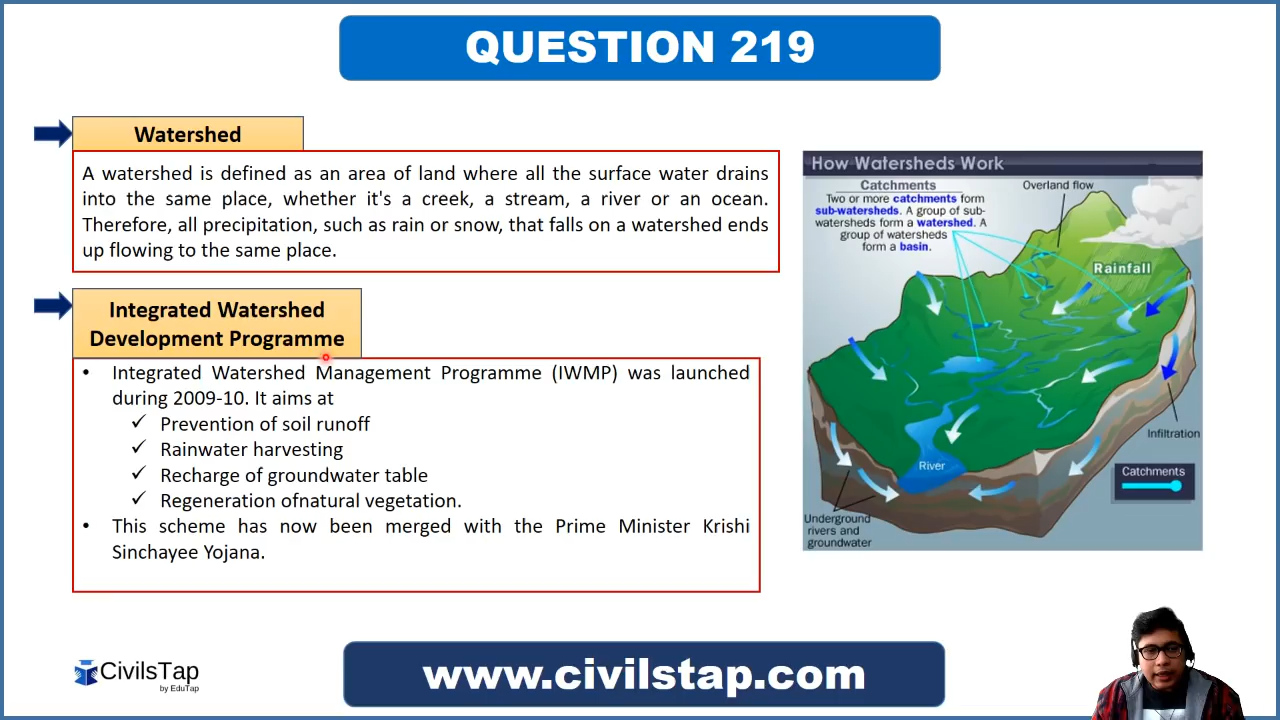 QUESTION 219
Watershed
A watershed is defined as an area of land where all the surface water drains
into the same place, whether it's a creek, a stream, a river or an ocean.
Therefore, all precipitation, such as rain or snow, that falls on a watershed ends
up flowing to the same place.
Integrated Watershed
Development Programme
• Integrated Watershed Management Programme (IWMP) was launched
during 2009-10. It aims at
✓ Prevention of soil runoff
✓ Rainwater harvesting
✓ Recharge of groundwater table
✓ Regeneration ofnatural vegetation.
• This scheme has now been merged with the Prime Minister Krishi
Sinchayee Yojana.
How Watersheds Work
Catchments
Two or more catchments form
sub-watersheds. A group of sub-
watersheds form a watershed. A
group of watersheds
form a basin.
Overland flow
Rainfall
Infiltration
River
Catchments
Underground
rivers and
groundwater
CivilsTap
by EduTap
www.civilstap.com